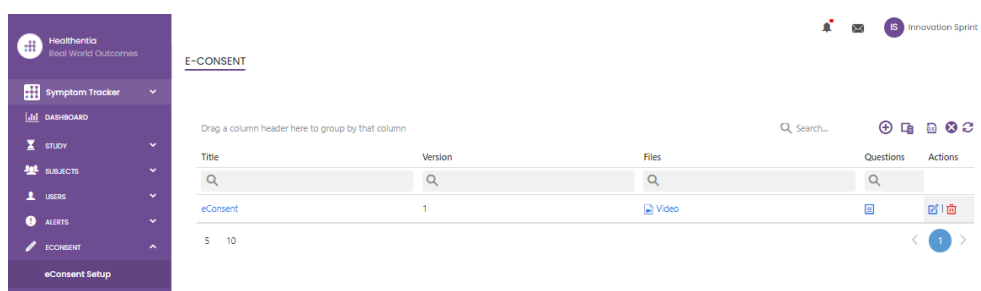 Healthentia
Real World Outcomes
IS Innovation Sprint
E-CONSENT
Symptom Tracker
DASHBOARD
STUDY
SUBJECTS
USERS
ALERTS
ECONSENT
eConsent Setup
Drag a column header here to group by that column
Search...
Title Version Files Questions Actions
eConsent 1 Video
5 10
1